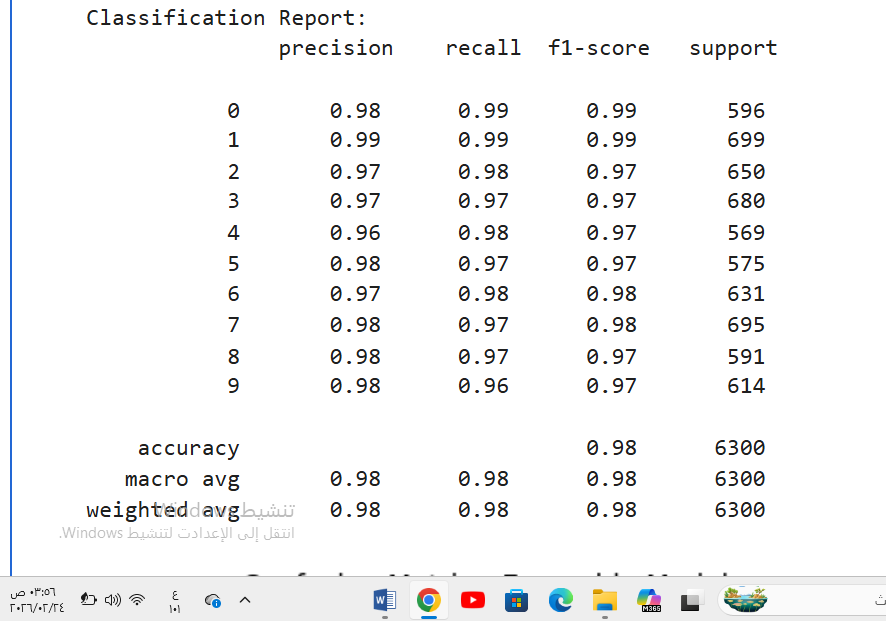 Classification Report:
precision recall f1-score support
0 0.98 0.99 0.99 596
1 0.99 0.99 0.99 699
2 0.97 0.98 0.97 650
3 0.97 0.97 0.97 680
4 0.96 0.98 0.97 569
5 0.98 0.97 0.97 575
6 0.97 0.98 0.98 631
7 0.98 0.97 0.98 695
8 0.98 0.97 0.97 591
9 0.98 0.96 0.97 614
accuracy 0.98 6300
macro avg 0.98 0.98 0.98 6300
weighted avg 0.98 0.98 0.98 6300
تنشيط Windows
انتقل إلى الإعدادت لتنشيط Windows.
٠٣:٥٦ ص
٢٠٢٦/٠٢/٢٤
ع
١٠١
M365